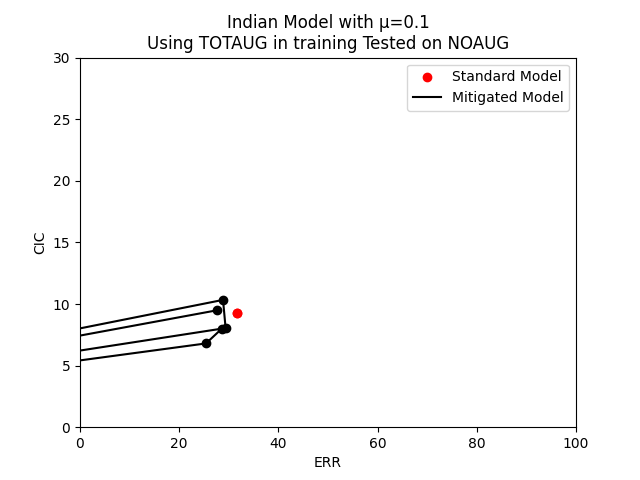 Indian Model with μ=0.1
Using TOTAUG in training Tested on NOAUG
Standard Model
Mitigated Model
30
25
20
15
10
5
0
CIC
0 20 40 60 80 100
ERR